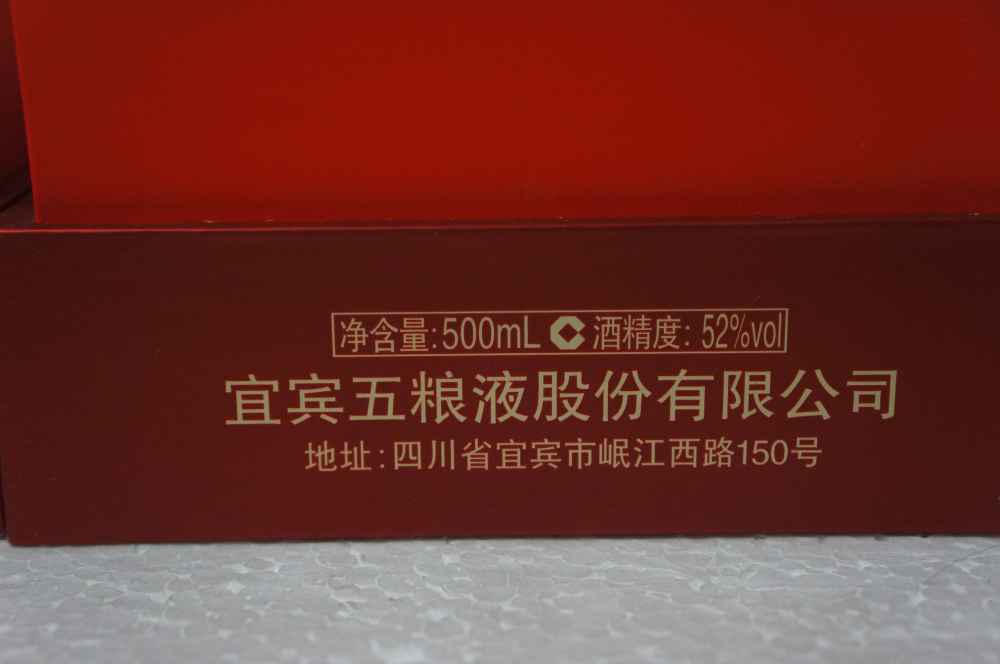 净含量:500mL 酒精度: 52%vol
宜宾五粮液股份有限公司
地址:四川省宜宾市岷江西路150号